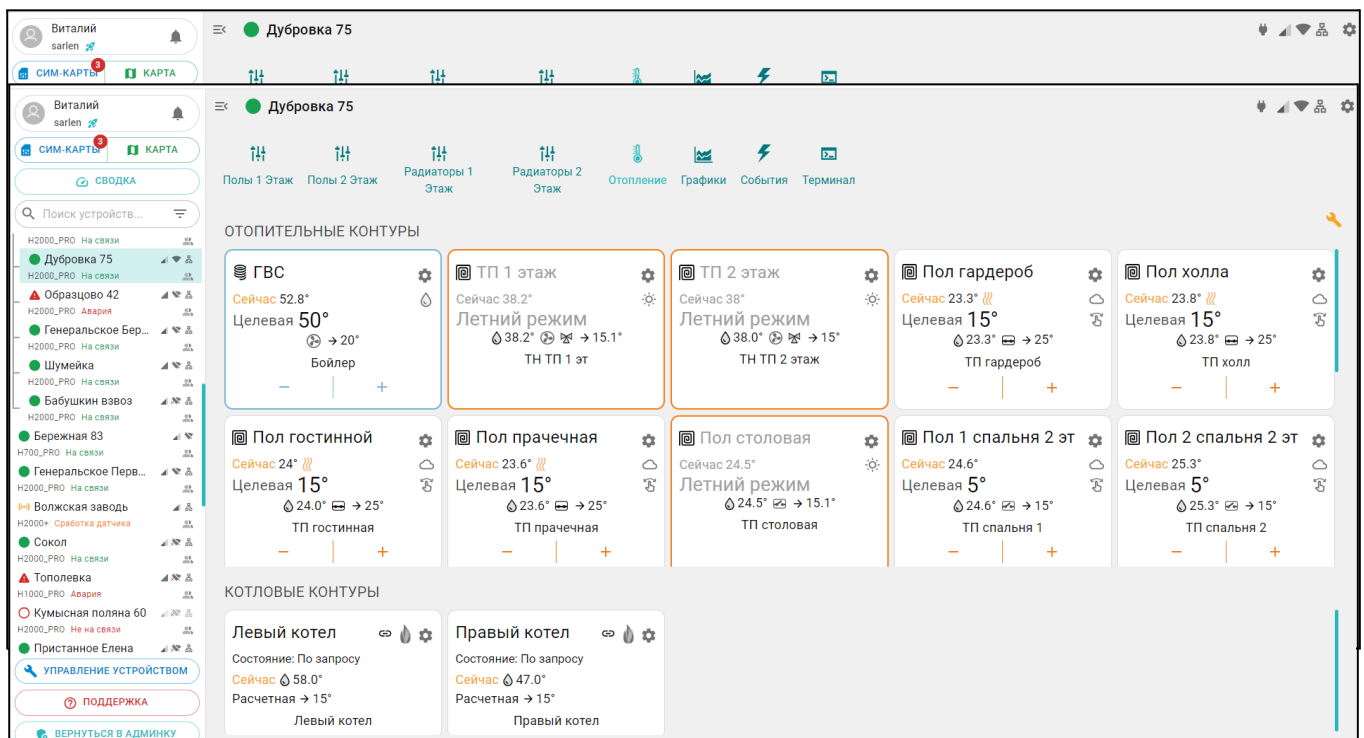 Виталий
sarlen
Дубровка 75
СИМ-КАРТЫ 3 КАРТА
Виталий
sarlen
Дубровка 75
СИМ-КАРТЫ 3 КАРТА
СВОДКА
Поиск устройств...
H2000_PRO На связи
Дубровка 75
H2000_PRO На связи
Образцово 42
H2000_PRO Авария
Генеральское Бер...
H2000_PRO На связи
Шумейка
H2000_PRO На связи
Бабушкин взвоз
H2000_PRO На связи
Бережная 83
H700_PRO На связи
Генеральское Перв...
H2000_PRO На связи
Волжская заводь
H2000+ Сработка датчика
Сокол
H2000_PRO На связи
Тополевка
H1000_PRO Авария
Кумысная поляна 60
H2000_PRO Не на связи
Пристанное Елена
УПРАВЛЕНИЕ УСТРОЙСТВОМ
ПОДДЕРЖКА
ВЕРНУТЬСЯ В АДМИНКУ
Полы 1 Этаж Полы 2 Этаж Радиаторы 1 Этаж Радиаторы 2 Этаж Отопление Графики События Терминал
ОТОПИТЕЛЬНЫЕ КОНТУРЫ
ГВС
Сейчас 52.8°
Целевая 50°
→ 20°
Бойлер
− +
ТП 1 этаж
Сейчас 38.2°
Летний режим
38.2° → 15.1°
ТН ТП 1 эт
ТП 2 этаж
Сейчас 38°
Летний режим
38.0° → 15°
ТН ТП 2 этаж
Пол гардероб
Сейчас 23.3°
Целевая 15°
23.3° → 25°
ТП гардероб
− +
Пол холла
Сейчас 23.8°
Целевая 15°
23.8° → 25°
ТП холл
− +
Пол гостинной
Сейчас 24°
Целевая 15°
24.0° → 25°
ТП гостинная
− +
Пол прачечная
Сейчас 23.6°
Целевая 15°
23.6° → 25°
ТП прачечная
− +
Пол столовая
Сейчас 24.5°
Летний режим
24.5° → 15.1°
ТП столовая
Пол 1 спальня 2 эт
Сейчас 24.6°
Целевая 5°
24.6° → 15°
ТП спальня 1
− +
Пол 2 спальня 2 эт
Сейчас 25.3°
Целевая 5°
25.3° → 15°
ТП спальня 2
− +
КОТЛОВЫЕ КОНТУРЫ
Левый котел
Состояние: По запросу
Сейчас 58.0°
Расчетная → 15°
Левый котел
Правый котел
Состояние: По запросу
Сейчас 47.0°
Расчетная → 15°
Правый котел